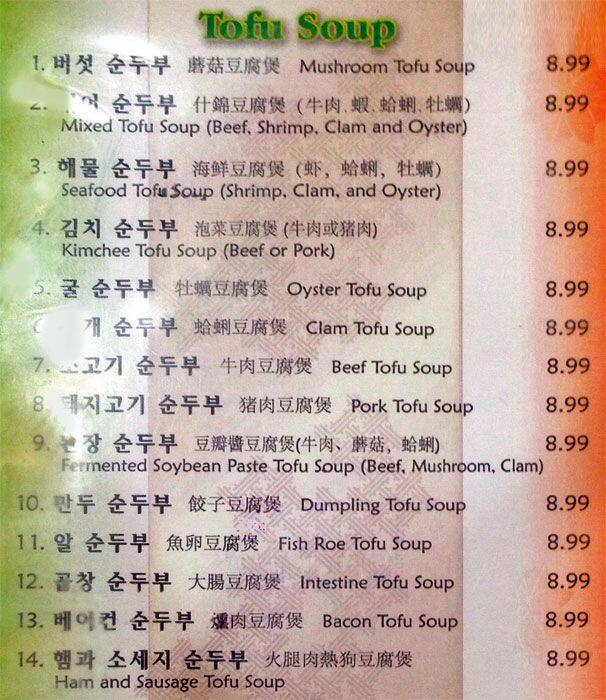 Tofu Soup
1. 버섯 순두부 蘑菇豆腐煲 Mushroom Tofu Soup 8.99
2. 순두부 什錦豆腐煲 (牛肉.蝦.蛤蜊.牡蠣) 8.99
Mixed Tofu Soup (Beef, Shrimp, Clam and Oyster)
3. 해물 순두부 海鮮豆腐煲 (虾, 蛤蜊, 牡蠣) 8.99
Seafood Tofu Soup (Shrimp, Clam, and Oyster)
4. 김치 순두부 泡菜豆腐煲 (牛肉或豬肉) 8.99
Kimchee Tofu Soup (Beef or Pork)
5. 굴 순두부 牡蠣豆腐煲 Oyster Tofu Soup 8.99
개 순두부 蛤蜊豆腐煲 Clam Tofu Soup 8.99
7. 소고기 순두부 牛肉豆腐煲 Beef Tofu Soup 8.99
8. 돼지고기 순두부 猪肉豆腐煲 Pork Tofu Soup 8.99
9. 된장 순두부 豆瓣醬豆腐煲(牛肉、蘑菇, 蛤蜊) 8.99
Fermented Soybean Paste Tofu Soup (Beef, Mushroom, Clam)
10. 만두 순두부 餃子豆腐煲 Dumpling Tofu Soup 8.99
11. 알 순두부 魚卵豆腐煲 Fish Roe Tofu Soup 8.99
12. 곱창 순두부 大腸豆腐煲 Intestine Tofu Soup 8.99
13. 베이컨 순두부 燻肉豆腐煲 Bacon Tofu Soup 8.99
14. 햄과 소세지 순두부 火腿肉熱狗豆腐煲 8.99
Ham and Sausage Tofu Soup